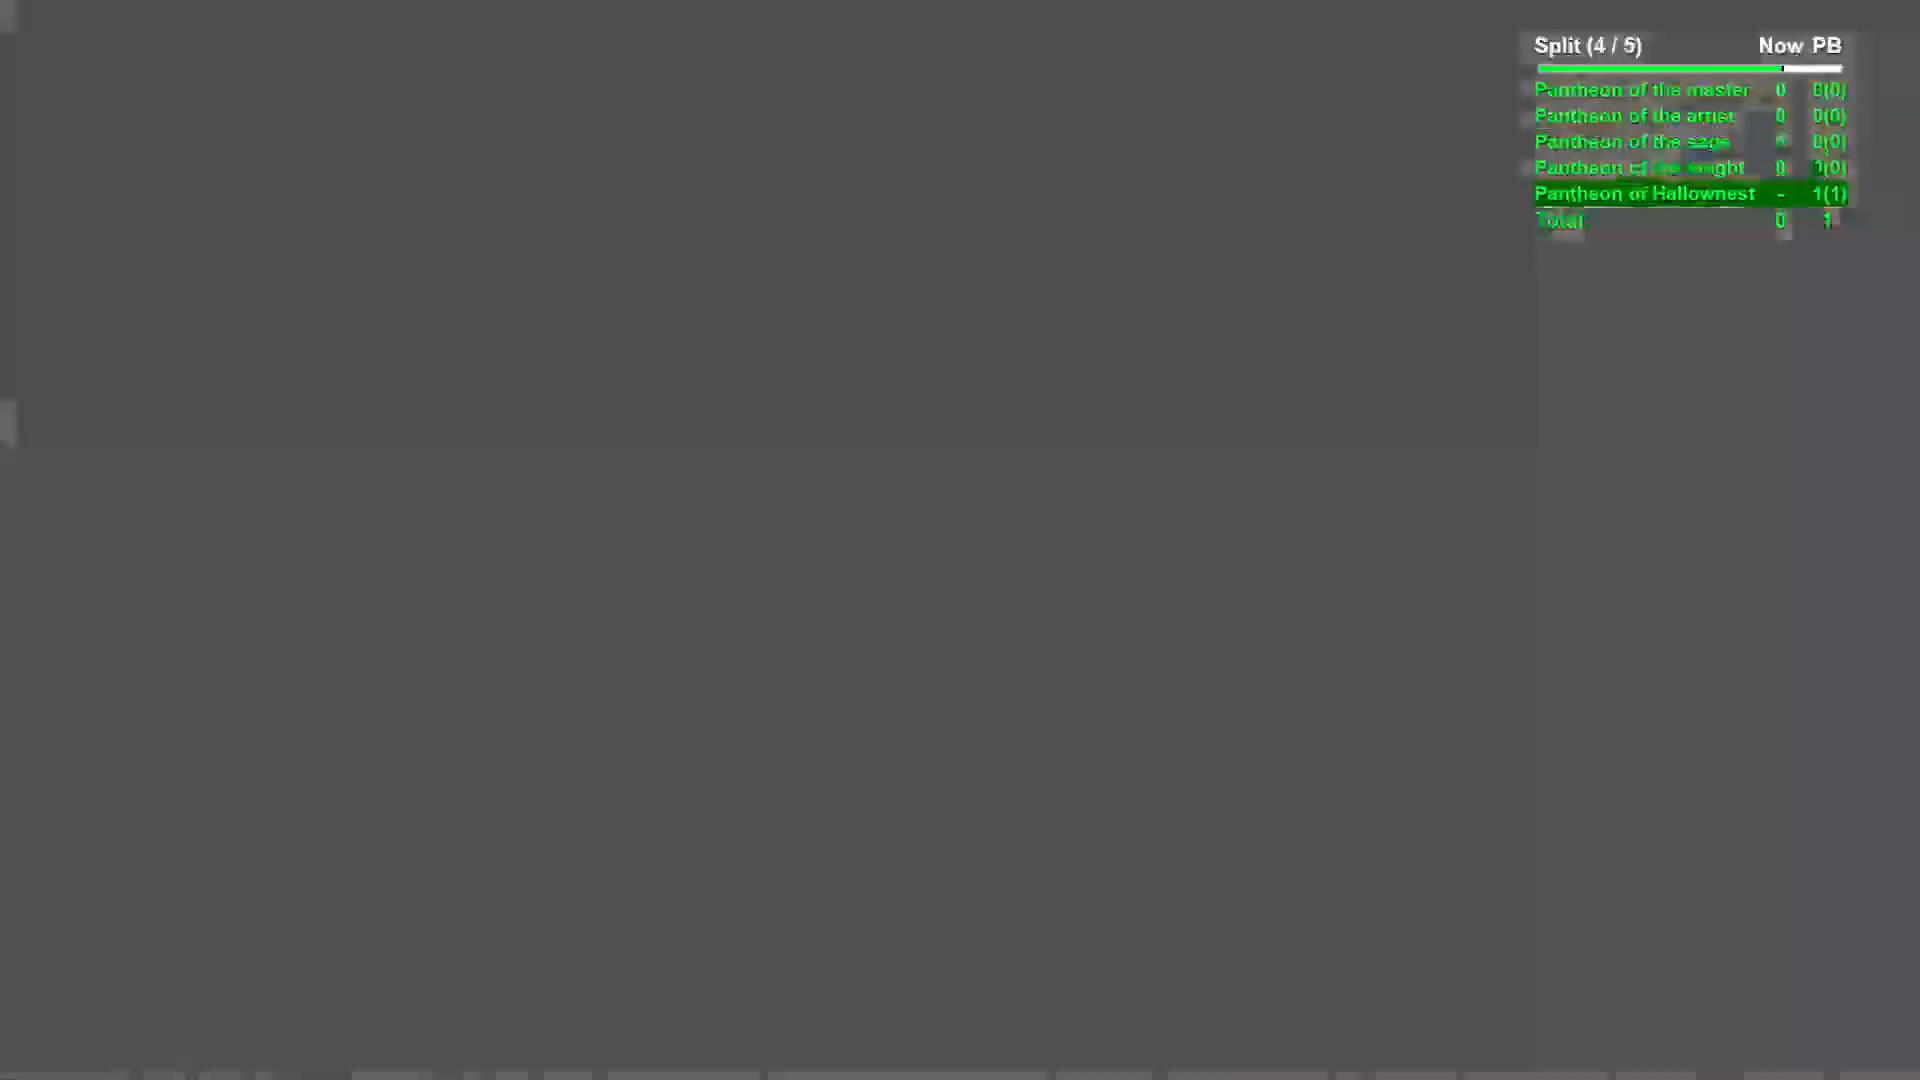 Split (4 / 5) Now PB
Pantheon of the master 0 0(0)
Pantheon of the artist 0 0(0)
Pantheon of the sage 0(0)
Pantheon of the 0 (0)
Pantheon of Hallownest - 1(1)
Total 0 1